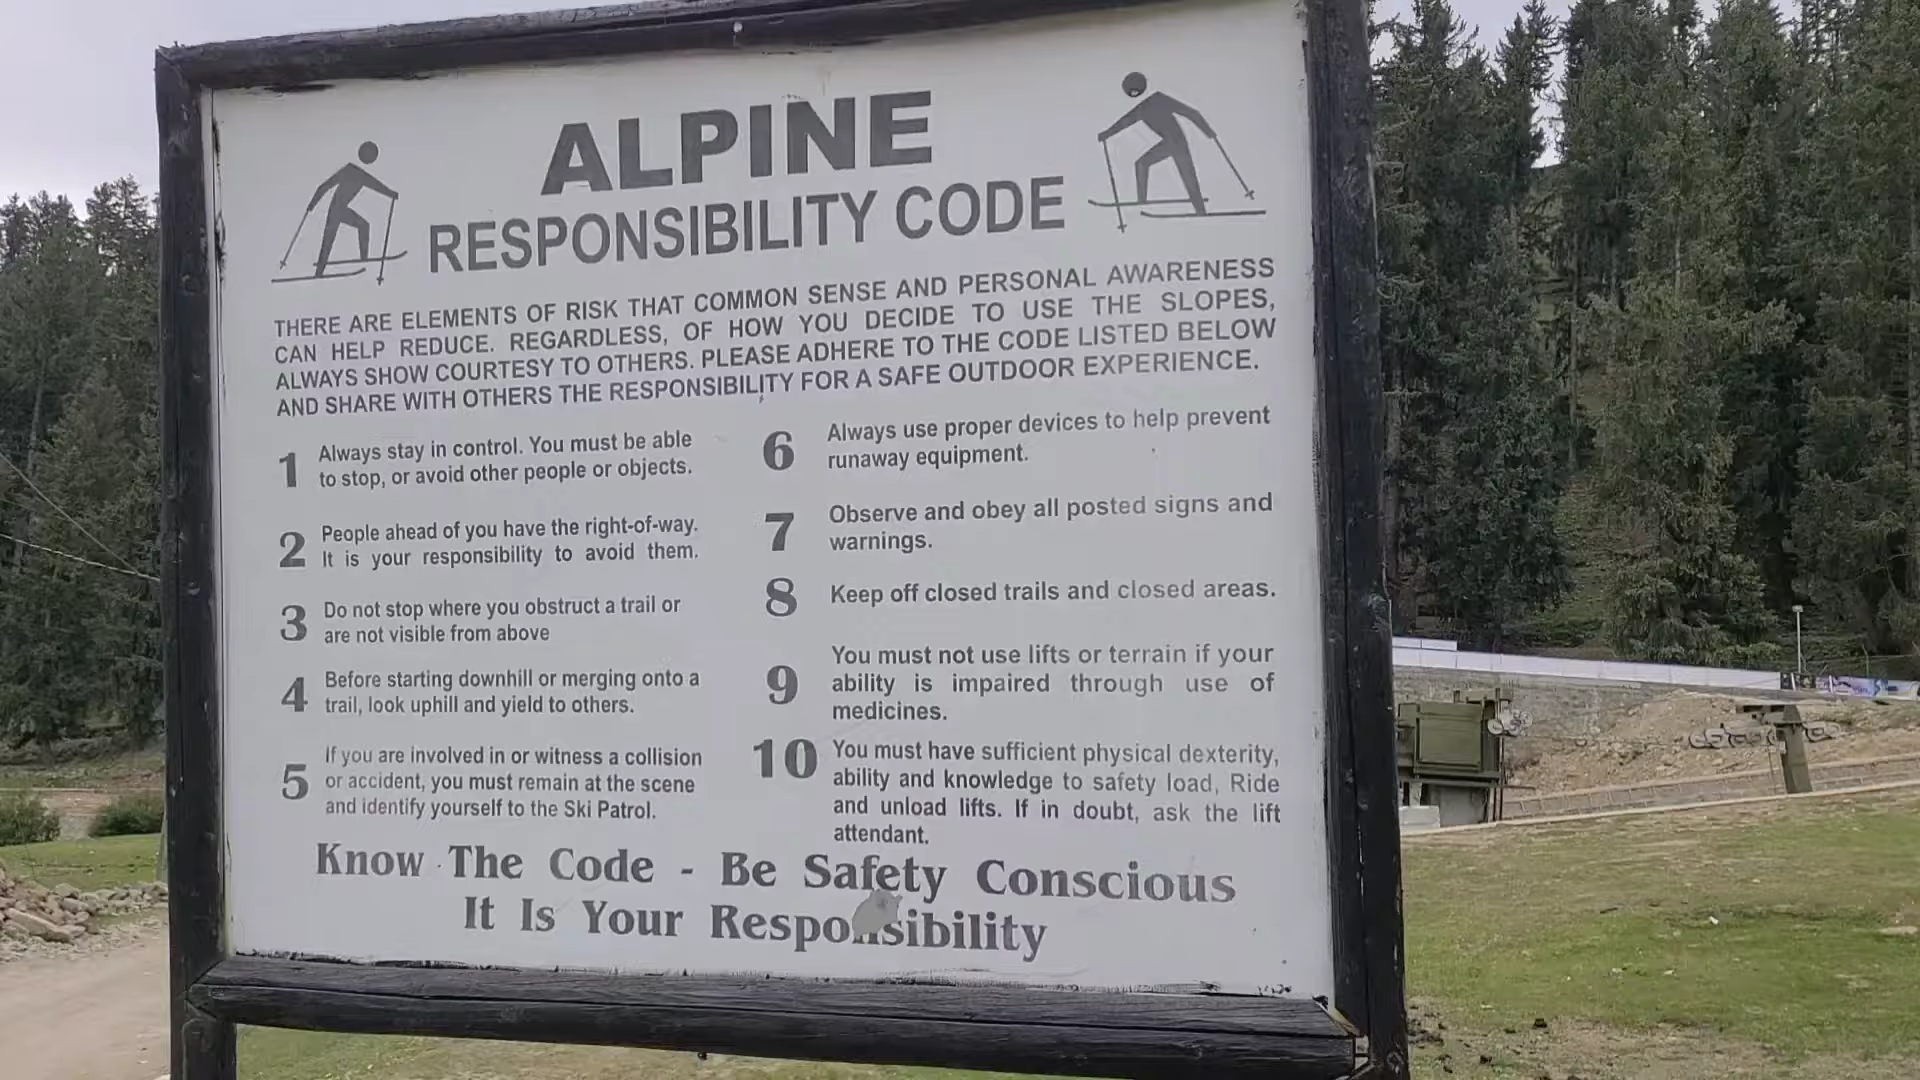 ALPINE
RESPONSIBILITY CODE
THERE ARE ELEMENTS OF RISK THAT COMMON SENSE AND PERSONAL AWARENESS
CAN HELP REDUCE. REGARDLESS, OF HOW YOU DECIDE TO USE THE SLOPES,
ALWAYS SHOW COURTESY TO OTHERS. PLEASE ADHERE TO THE CODE LISTED BELOW
AND SHARE WITH OTHERS THE RESPONSIBILITY FOR A SAFE OUTDOOR EXPERIENCE.
1 Always stay in control. You must be able
to stop, or avoid other people or objects.
2 People ahead of you have the right-of-way.
It is your responsibility to avoid them.
3 Do not stop where you obstruct a trail or
are not visible from above
4 Before starting downhill or merging onto a
trail, look uphill and yield to others.
5 If you are involved in or witness a collision
or accident, you must remain at the scene
and identify yourself to the Ski Patrol.
6 Always use proper devices to help prevent
runaway equipment.
7 Observe and obey all posted signs and
warnings.
8 Keep off closed trails and closed areas.
9 You must not use lifts or terrain if your
ability is impaired through use of
medicines.
10 You must have sufficient physical dexterity,
ability and knowledge to safety load, Ride
and unload lifts. If in doubt, ask the lift
attendant.
Know The Code - Be Safety Conscious
It Is Your Responsibility